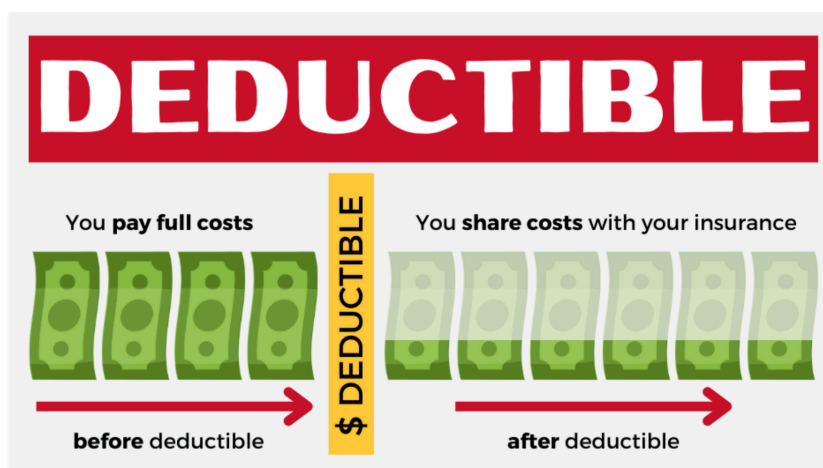 DEDUCTIBLE
You pay full costs
$ DEDUCTIBLE
You share costs with your insurance
before deductible
after deductible